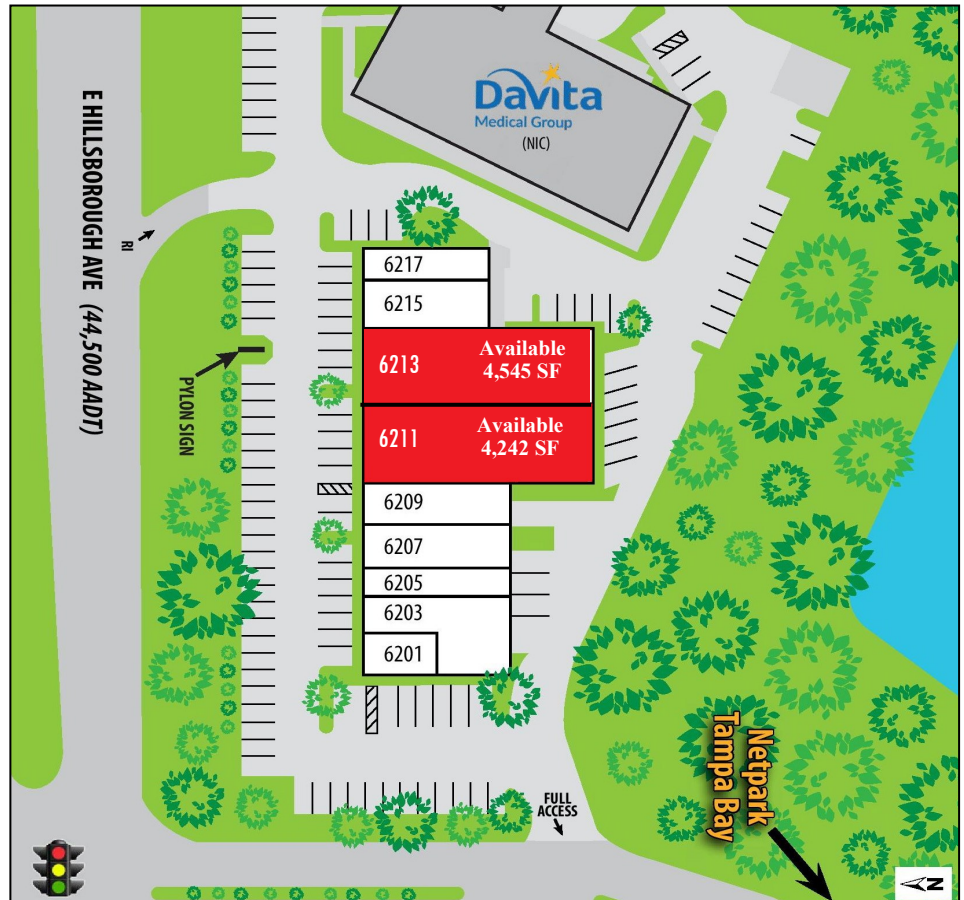 DaVita
Medical Group
(NIC)
E HILLSBOROUGH AVE (44,500 AADT)
RI
PYLON SIGN
6217
6215
6213
Available
4,545 SF
6211
Available
4,242 SF
6209
6207
6205
6203
6201
Netpark
Tampa Bay
FULL
ACCESS
N